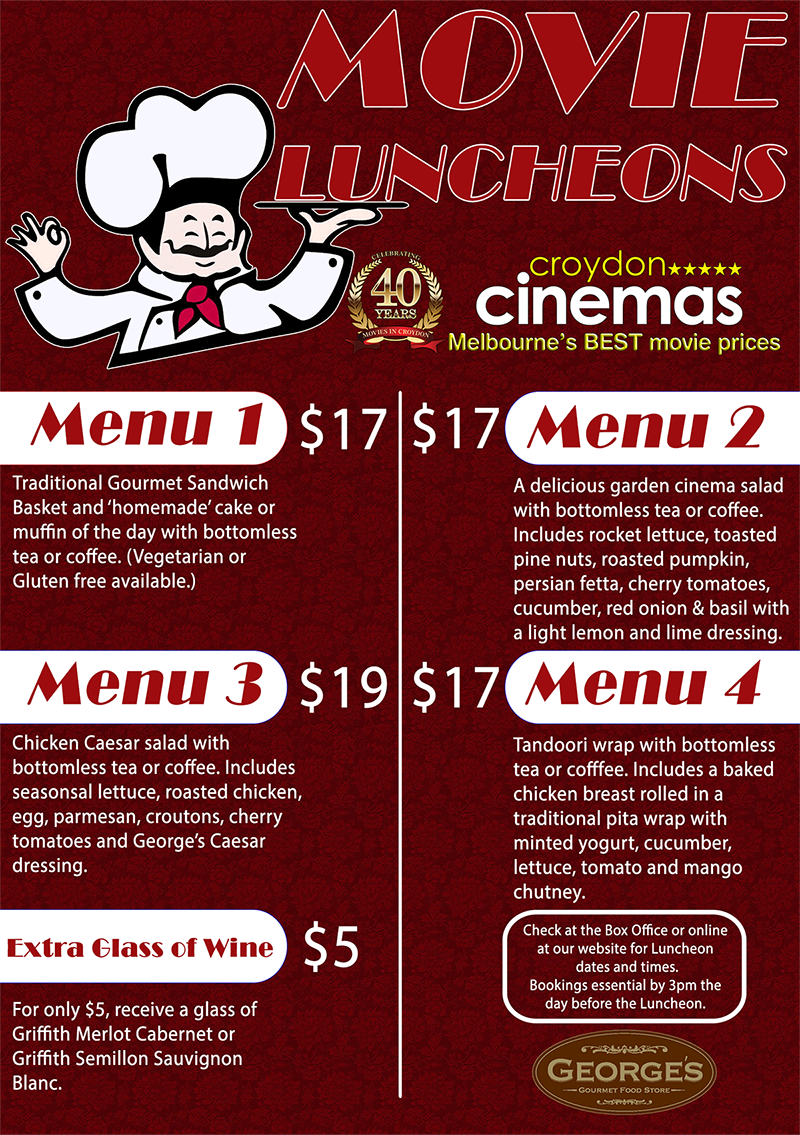 MOVIE
LUNCHEONS
CELEBRATING
40
YEARS
MOVIES IN CROYDON
croydon
cinemas
Melbourne's BEST movie prices
Menu 1 $17
Traditional Gourmet Sandwich
Basket and 'homemade' cake or
muffin of the day with bottomless
tea or coffee. (Vegetarian or
Gluten free available.)
$17 Menu 2
A delicious garden cinema salad
with bottomless tea or coffee.
Includes rocket lettuce, toasted
pine nuts, roasted pumpkin,
persian fetta, cherry tomatoes,
cucumber, red onion & basil with
a light lemon and lime dressing.
Menu 3 $19
Chicken Caesar salad with
bottomless tea or coffee. Includes
seasonsal lettuce, roasted chicken,
egg, parmesan, croutons, cherry
tomatoes and George's Caesar
dressing.
$17 Menu 4
Tandoori wrap with bottomless
tea or cofffee. Includes a baked
chicken breast rolled in a
traditional pita wrap with
minted yogurt, cucumber,
lettuce, tomato and mango
chutney.
Extra Glass of Wine $5
For only $5, receive a glass of
Griffith Merlot Cabernet or
Griffith Semillon Sauvignon
Blanc.
Check at the Box Office or online
at our website for Luncheon
dates and times.
Bookings essential by 3pm the
day before the Luncheon.
GEORGE'S
GOURMET FOOD STORE